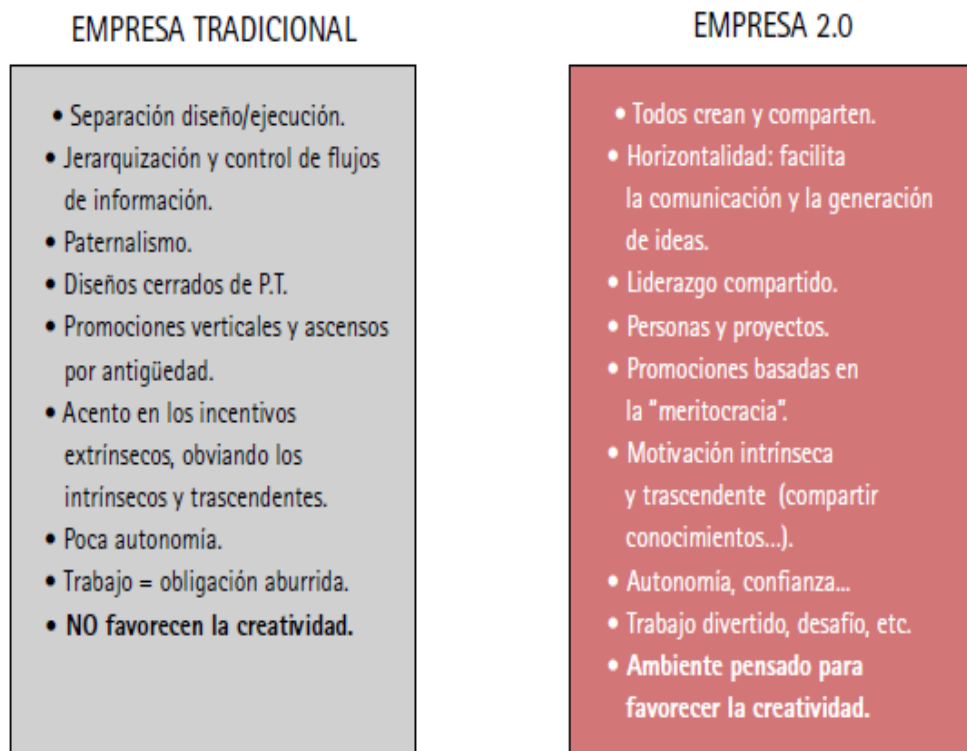 EMPRESA TRADICIONAL
• Separación diseño/ejecución.
• Jerarquización y control de flujos
de información.
• Paternalismo.
• Diseños cerrados de P.T.
• Promociones verticales y ascensos
por antigüedad.
• Acento en los incentivos
extrínsecos, obviando los
intrínsecos y trascendentes.
• Poca autonomía.
• Trabajo = obligación aburrida.
• NO favorecen la creatividad.
EMPRESA 2.0
• Todos crean y comparten.
• Horizontalidad: facilita
la comunicación y la generación
de ideas.
• Liderazgo compartido.
• Personas y proyectos.
• Promociones basadas en
la "meritocracia".
• Motivación intrínseca
y trascendente (compartir
conocimientos...).
• Autonomía, confianza...
• Trabajo divertido, desafío, etc.
• Ambiente pensado para
favorecer la creatividad.